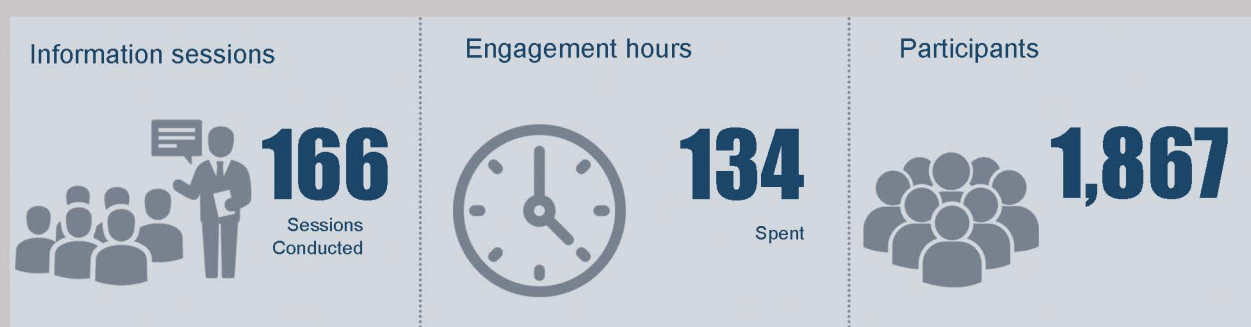 Information sessions
166
Sessions
Conducted
Engagement hours
134
Spent
Participants
1,867